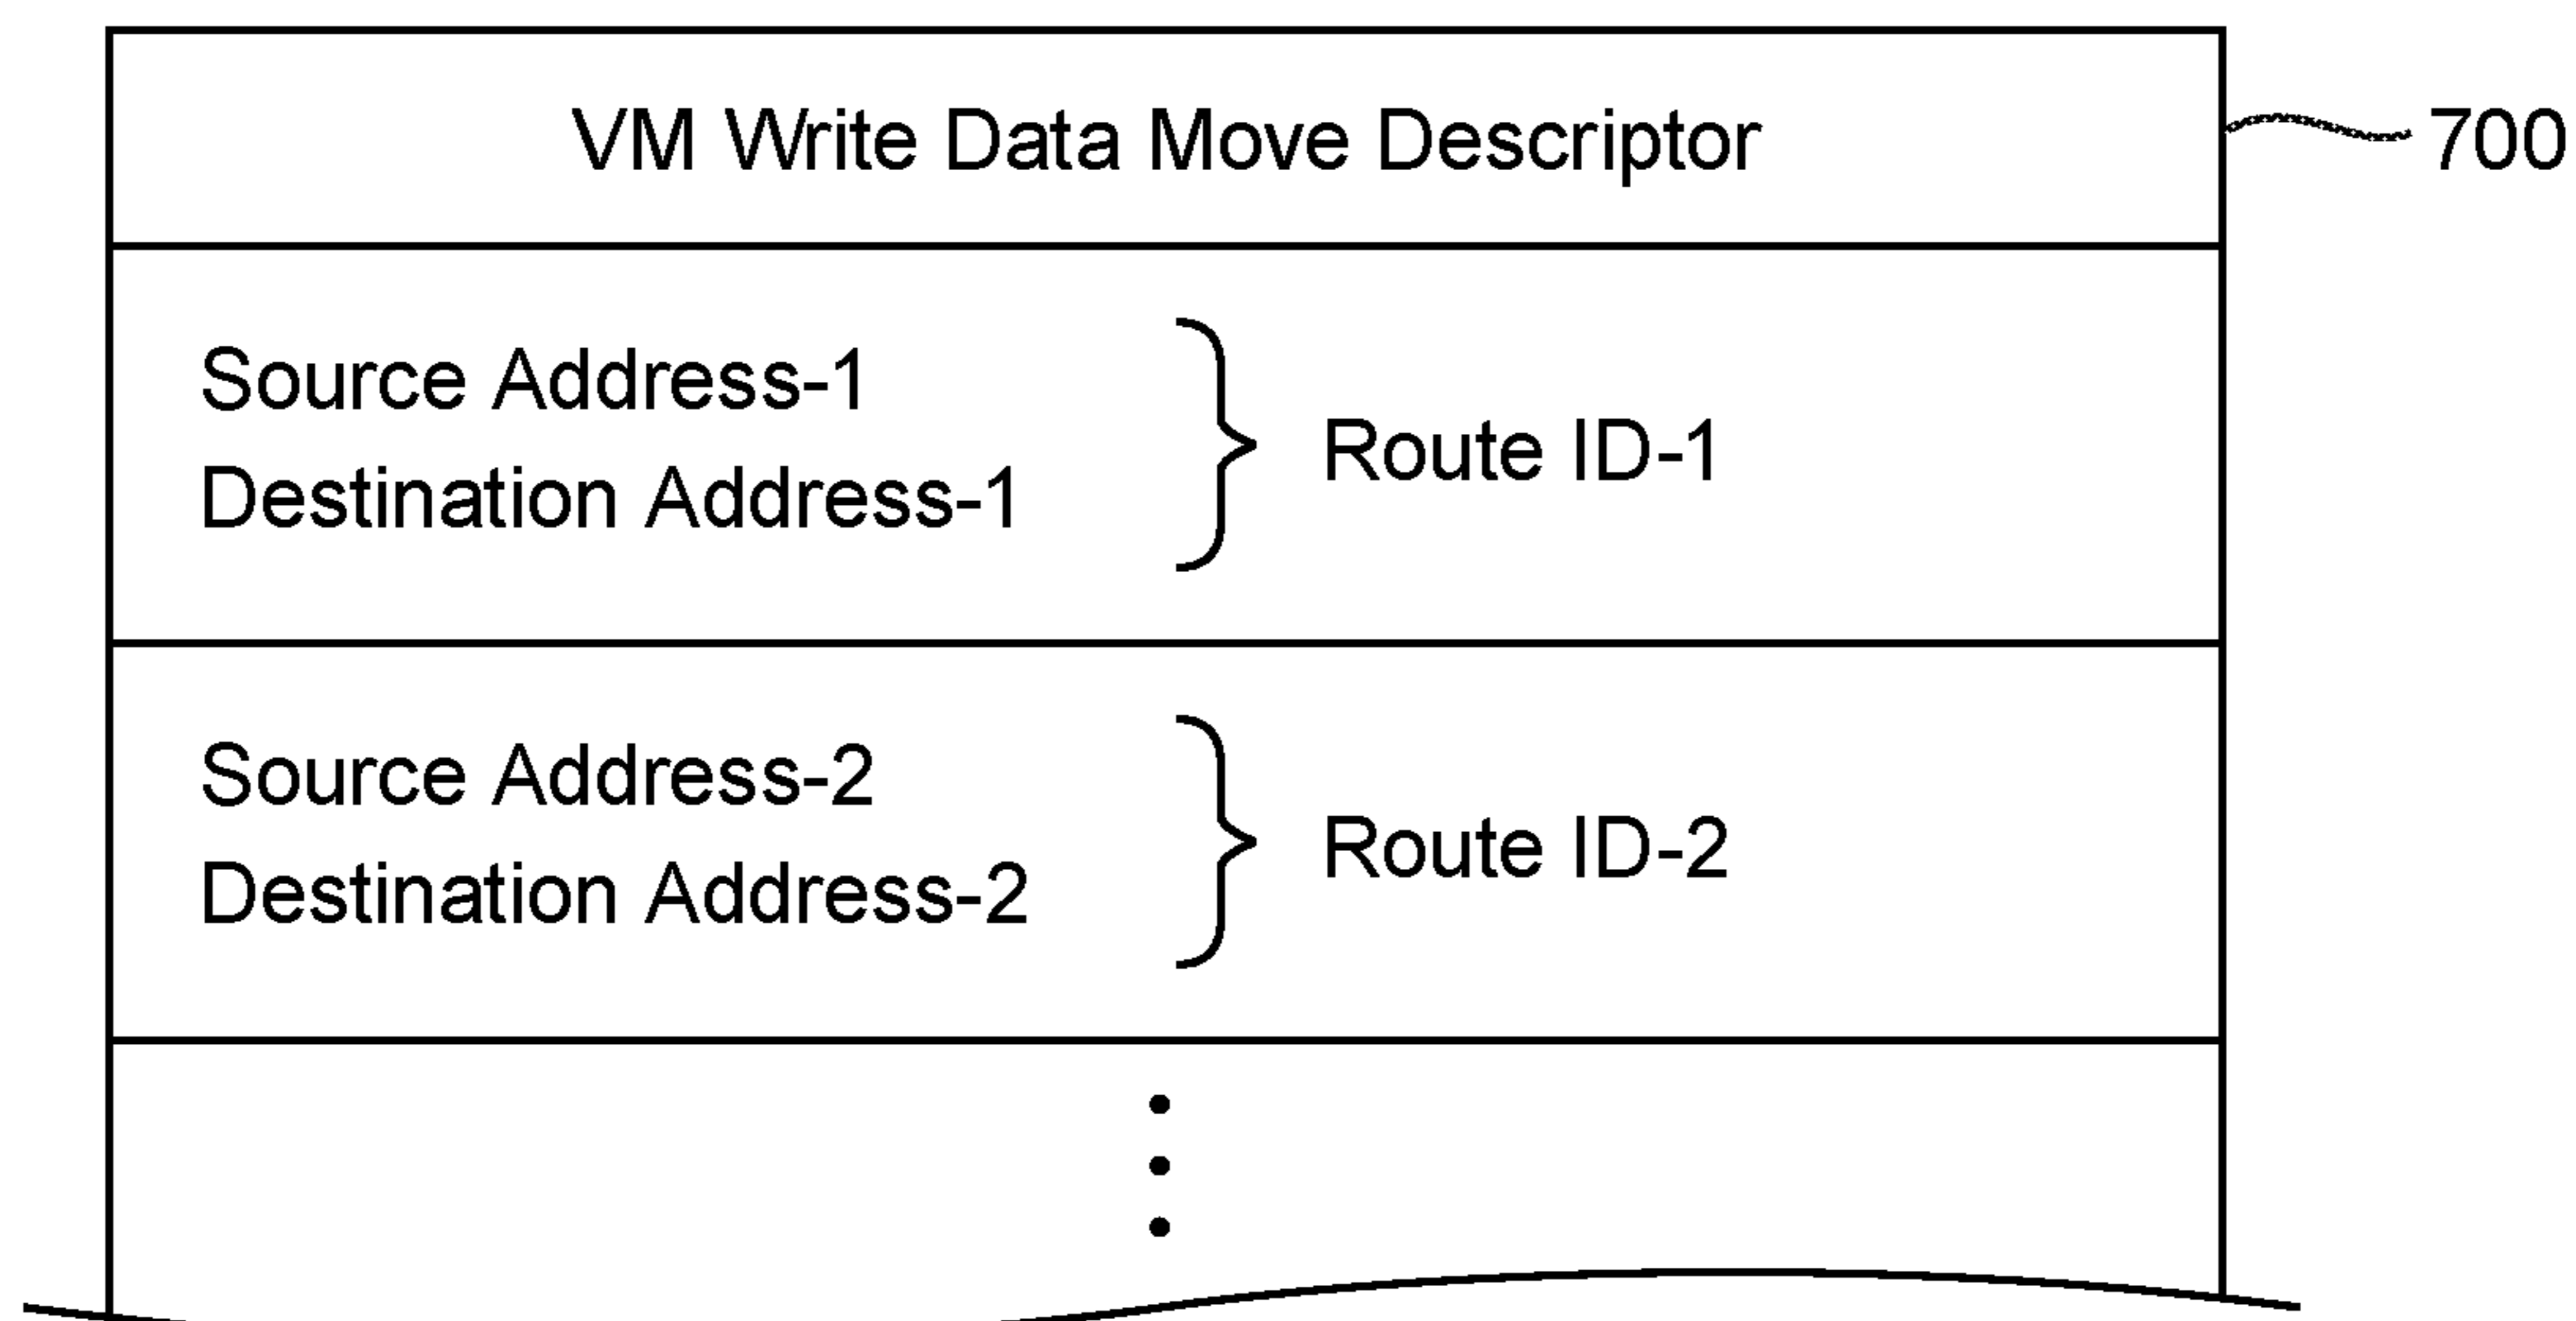 VM Write Data Move Descriptor
700
Source Address-1
Destination Address-1
Route ID-1
Source Address-2
Destination Address-2
Route ID-2